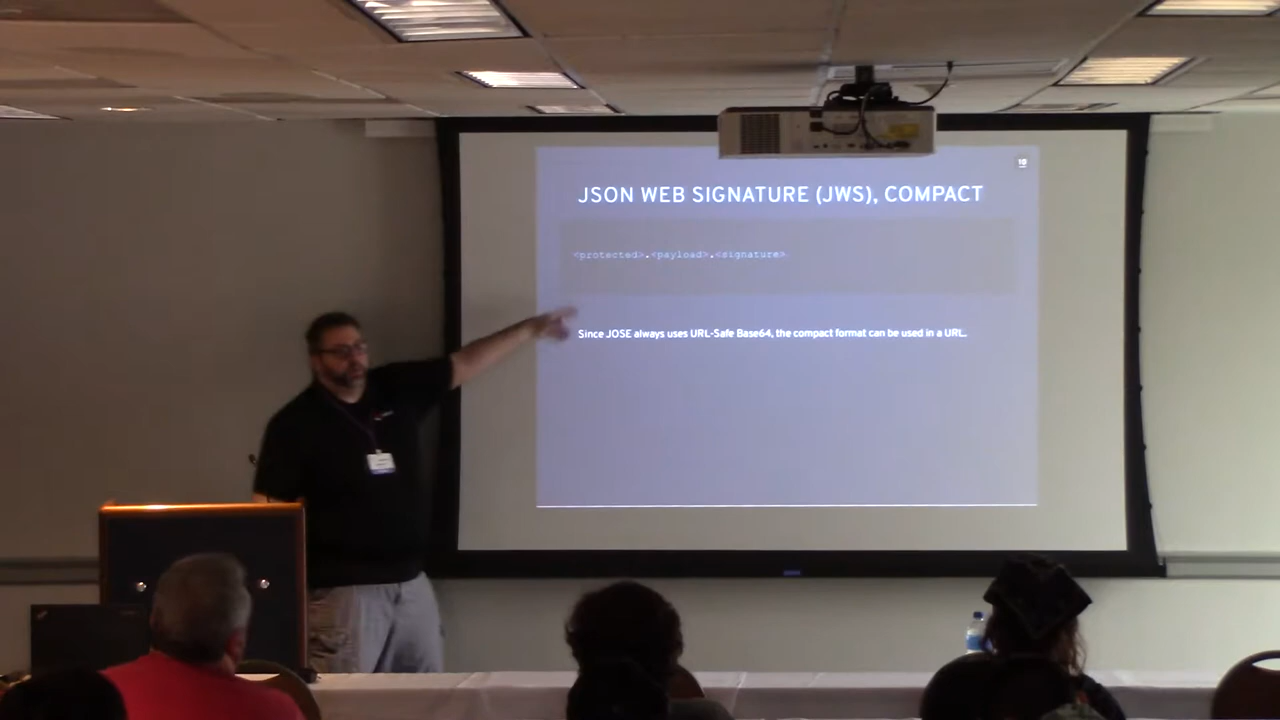 JSON WEB SIGNATURE (JWS), COMPACT
<protected>.<payload>.<signature>
Since JOSE always uses URL-Safe Base64, the compact format can be used in a URL.